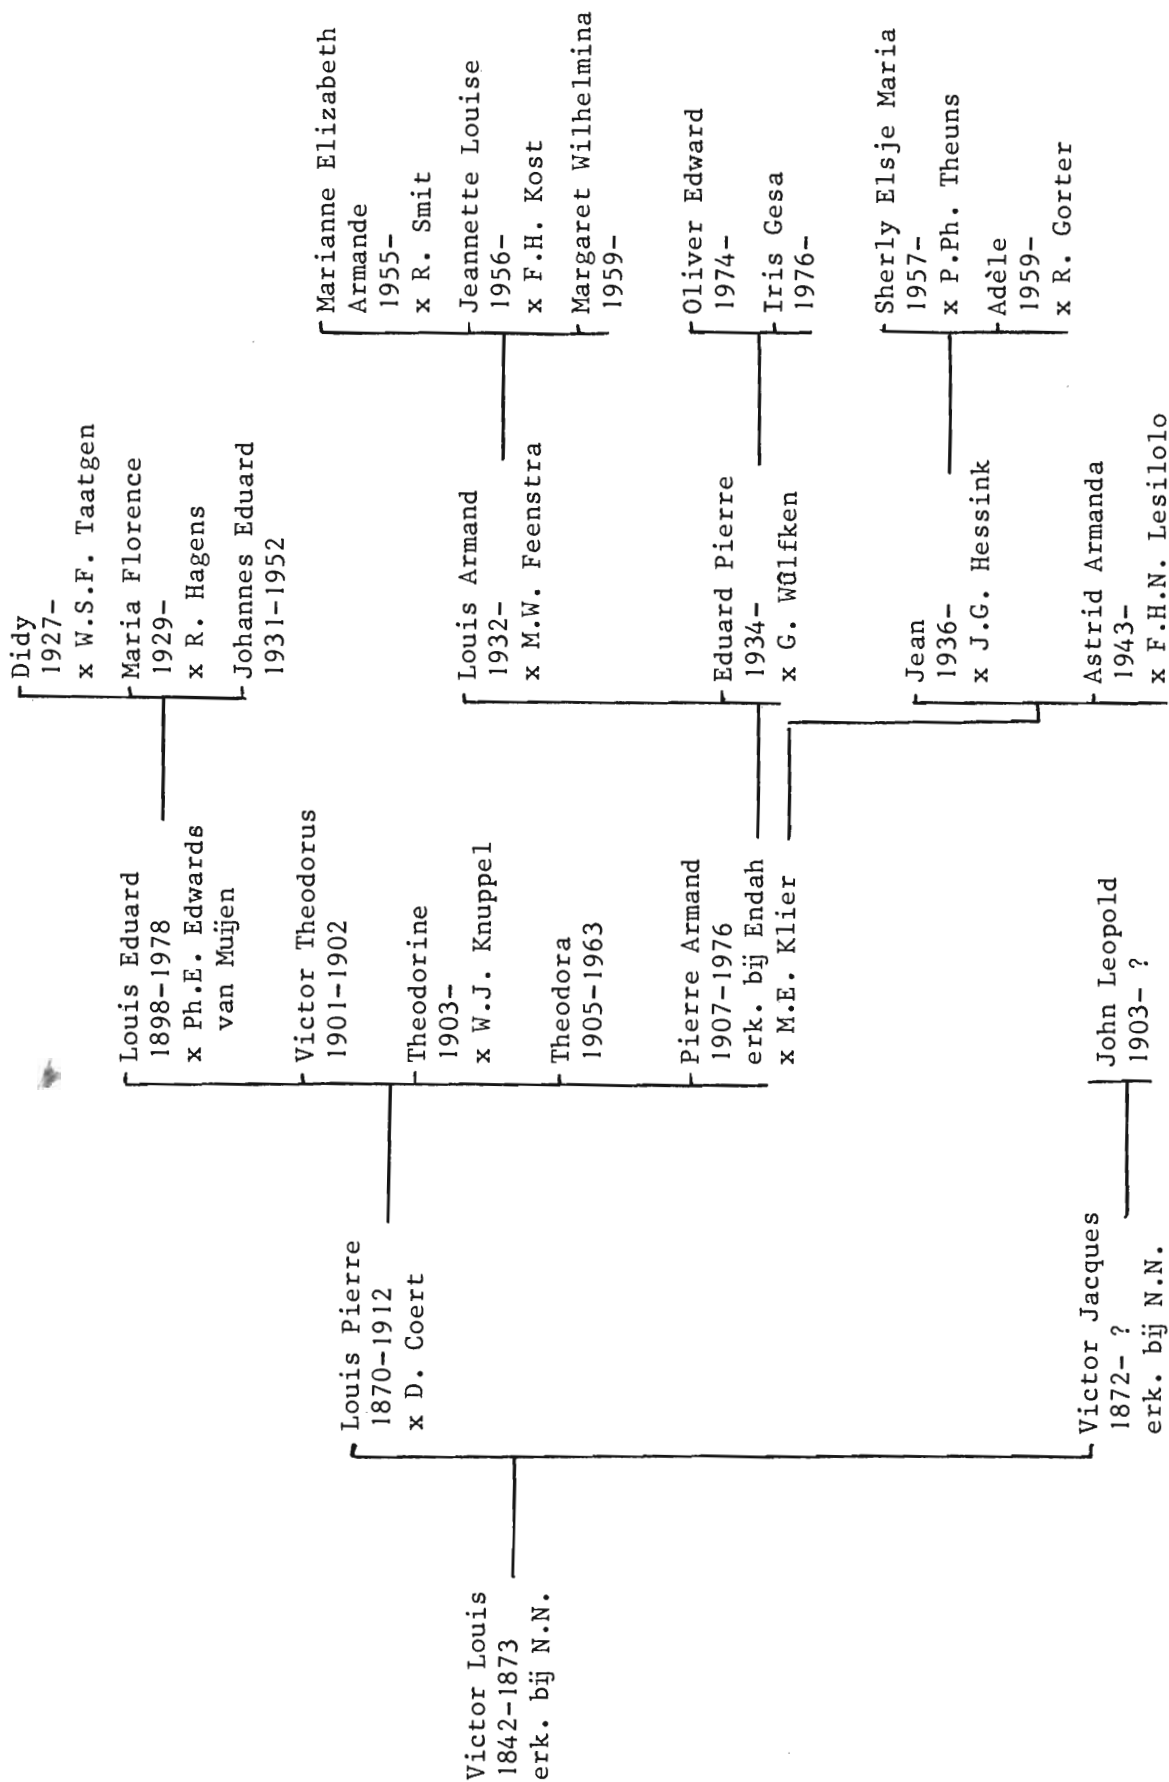 Victor Louis
1842-1873
erk. bij N.N.
Louis Pierre
1870-1912
x D. Coert
Victor Jacques
1872- ?
erk. bij N.N.
Louis Eduard
1898-1978
x Ph.E. Edwards
van Muijen
Victor Theodorus
1901-1902
Theodorine
1903-
x W.J. Knuppel
Theodora
1905-1963
Pierre Armand
1907-1976
erk. bij Endah
x M.E. Klier
John Leopold
1903- ?
Didy
1927-
x W.S.F. Taatgen
Maria Florence
1929-
x R. Hagens
Johannes Eduard
1931-1952
Louis Armand
1932-
x M.W. Feenstra
Eduard Pierre
1934-
x G. Wûlfken
Jean
1936-
x J.G. Hessink
Astrid Armanda
1943-
x F.H.N. Lesilolo
Marianne Elizabeth
Armande
1955-
x R. Smit
Jeannette Louise
1956-
x F.H. Kost
Margaret Wilhelmina
1959-
Oliver Edward
1974-
Iris Gesa
1976-
Sherly Elsje Maria
1957-
x P.Ph. Theuns
Adèle
1959-
x R. Gorter